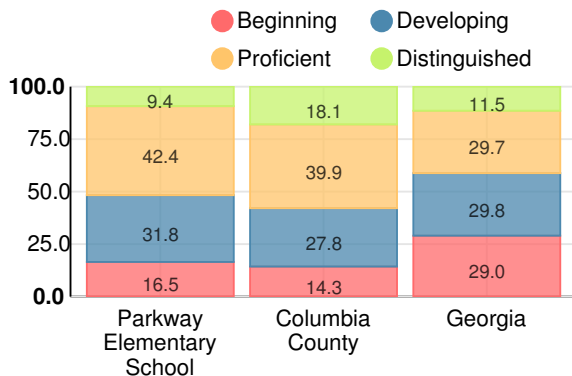 Beginning
Developing
Proficient
Distinguished
100.0
75.0
50.0
25.0
0.0
9.4
42.4
31.8
16.5
18.1
39.9
27.8
14.3
11.5
29.7
29.8
29.0
Parkway
Elementary
School
Columbia
County
Georgia